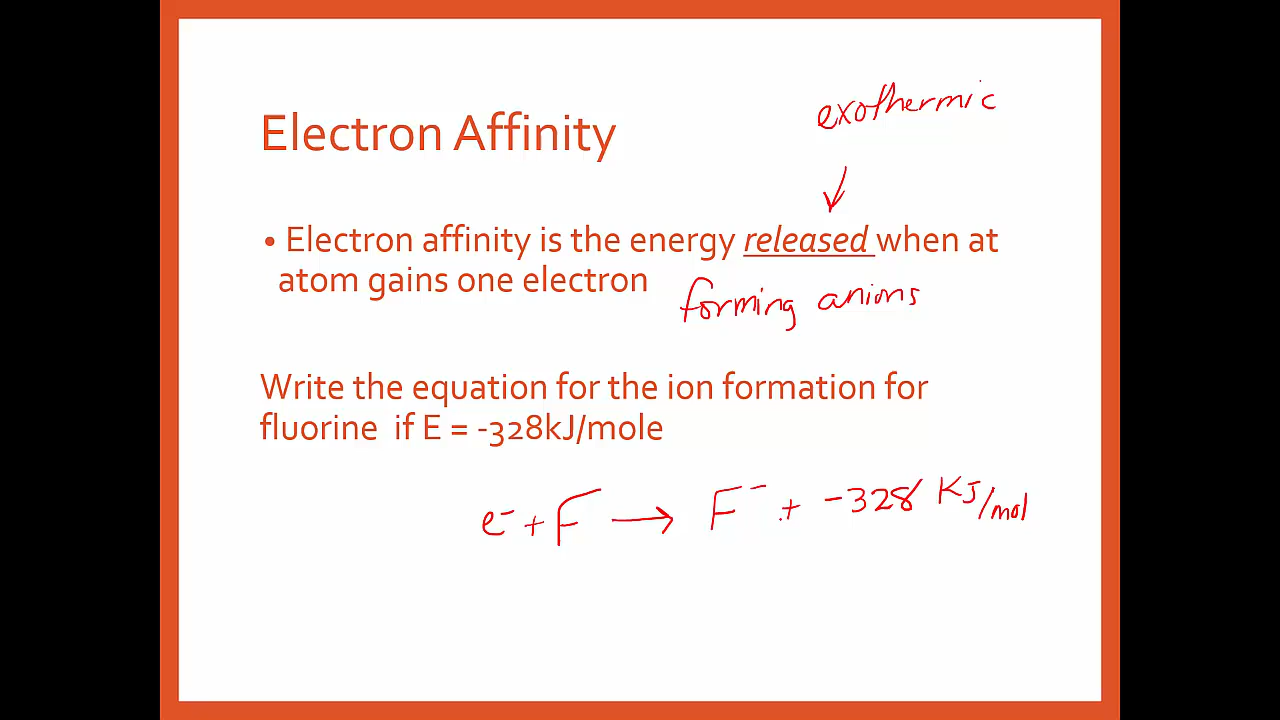 exothermic
Electron Affinity
• Electron affinity is the energy released when at
atom gains one electron
forming anions
Write the equation for the ion formation for
fluorine if E = -328kJ/mole
e⁻ + F → F⁻ + -328 KJ/mol